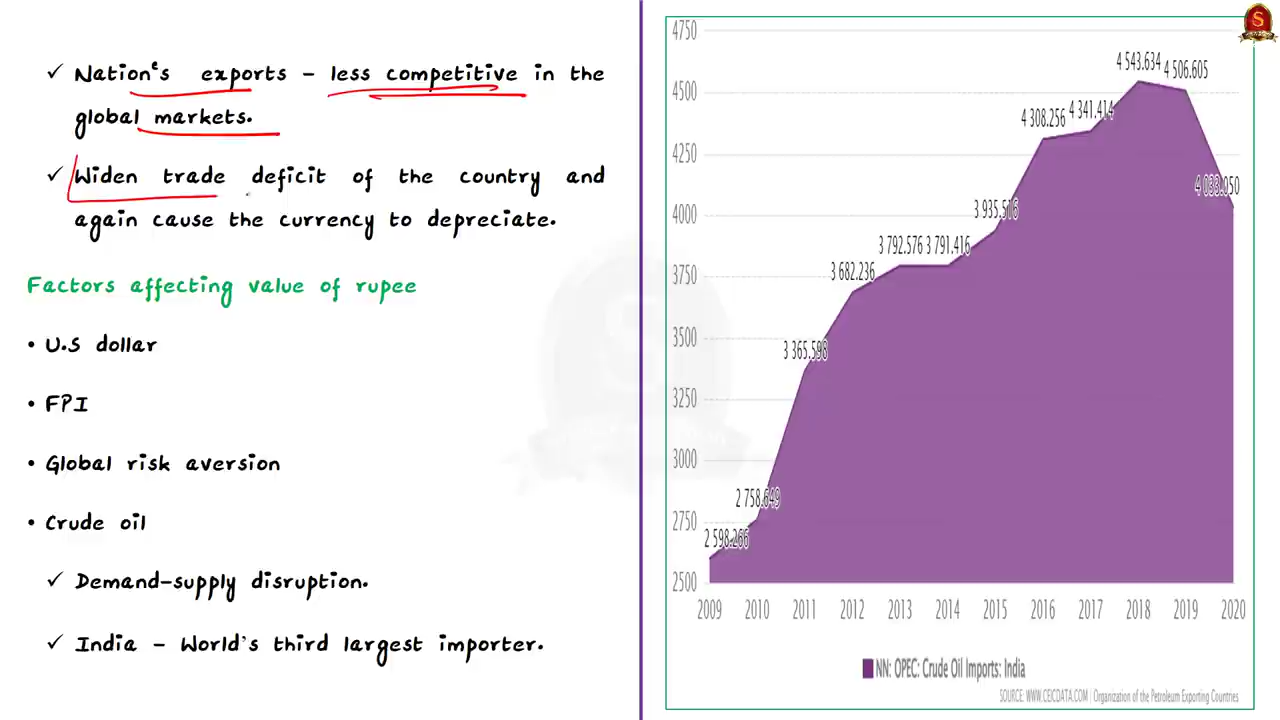 ✓ Nation's exports – less competitive in the
global markets.
✓ Widen trade deficit of the country and
again cause the currency to depreciate.
Factors affecting value of rupee
• U.S dollar
• FPI
• Global risk aversion
• Crude oil
✓ Demand-supply disruption.
✓ India – World's third largest importer.
S
4750
4500
4250
4000
3750
3500
3250
3000
2750
2500
2 598.266
2 758.649
3 365.598
3 682.236
3 792.576
3 791.416
3 935.516
4 308.256
4 341.414
4 543.634
4 506.605
4 033.050
2009 2010 2011 2012 2013 2014 2015 2016 2017 2018 2019 2020
NN: OPEC: Crude Oil Imports: India
SOURCE: WWW.CEICDATA.COM | Organization of the Petroleum Exporting Countries